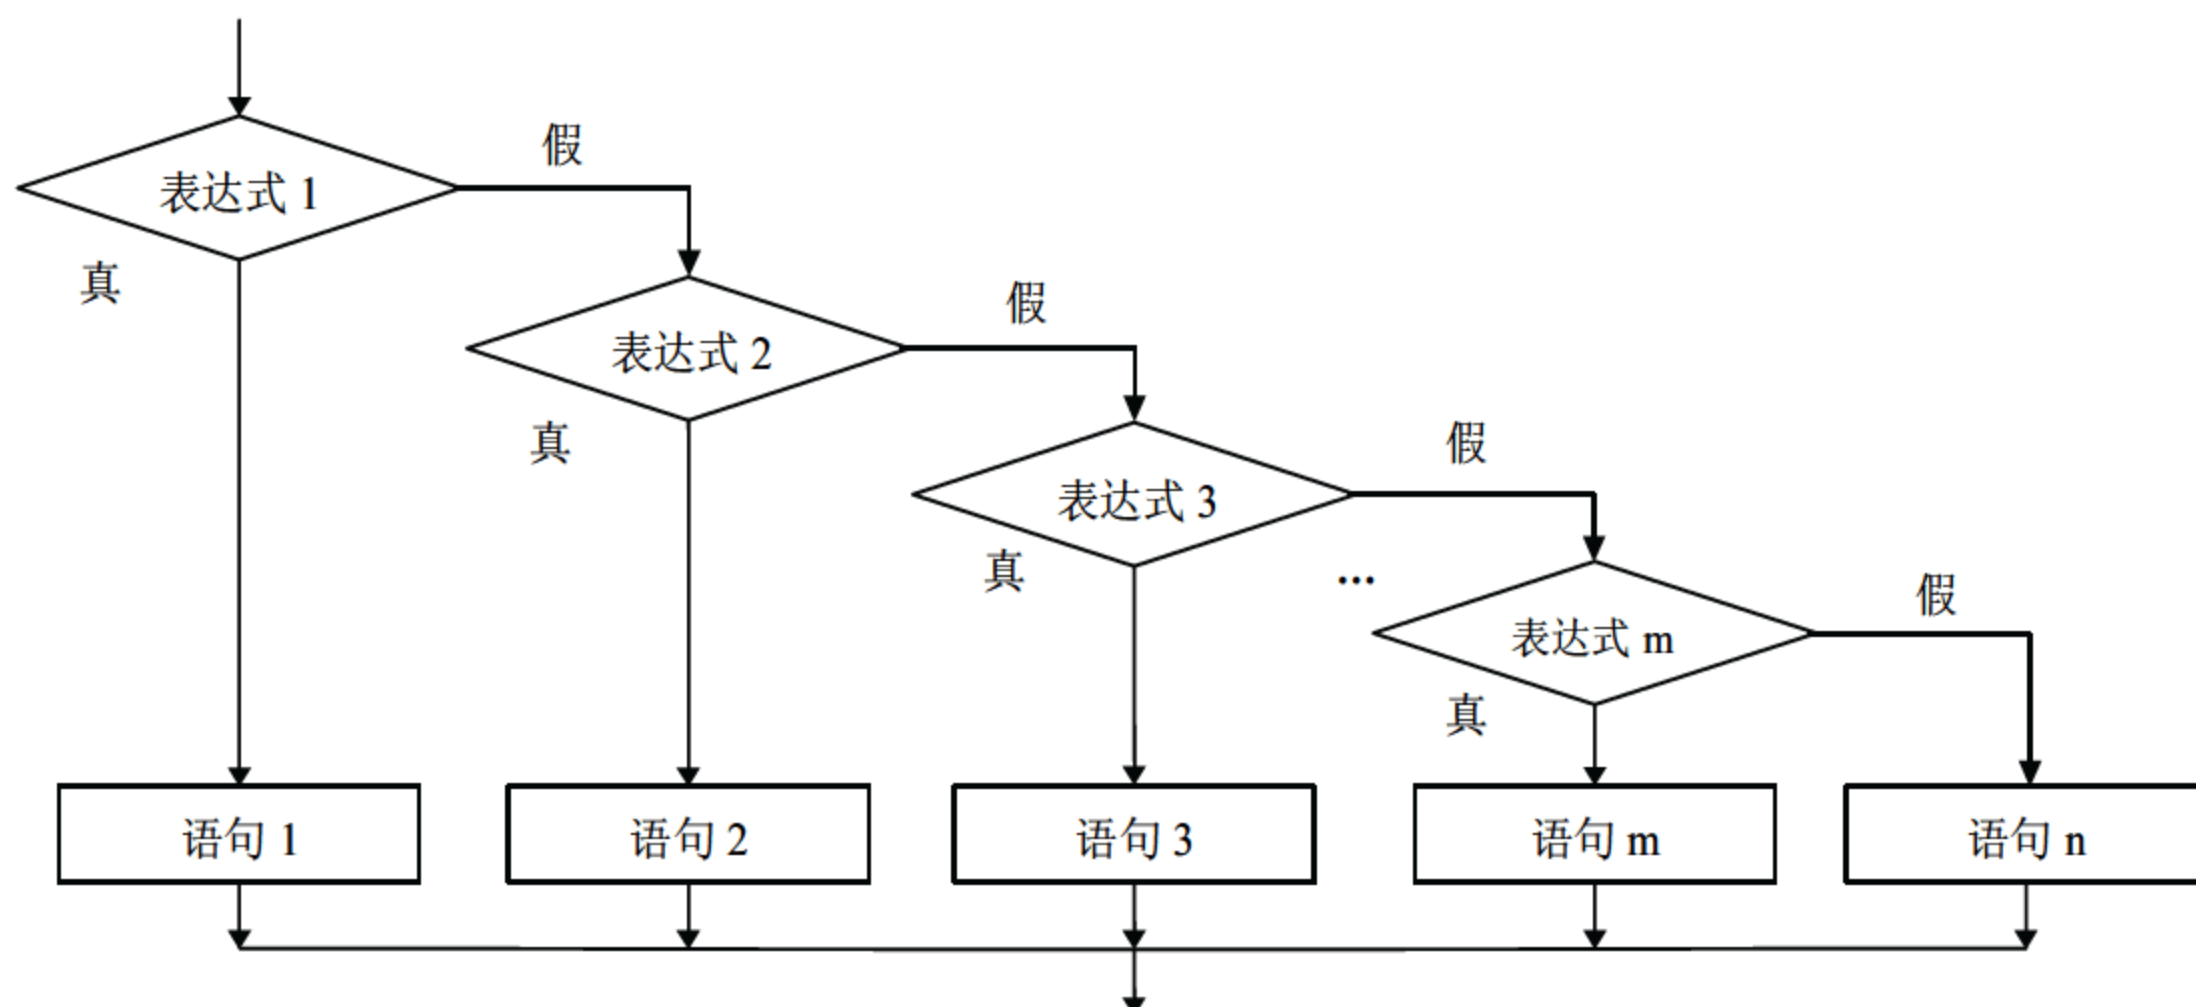 假
表达式 1
真
假
表达式 2
真
假
表达式 3
真
...
假
表达式 m
真
语句 1
语句 2
语句 3
语句 m
语句 n